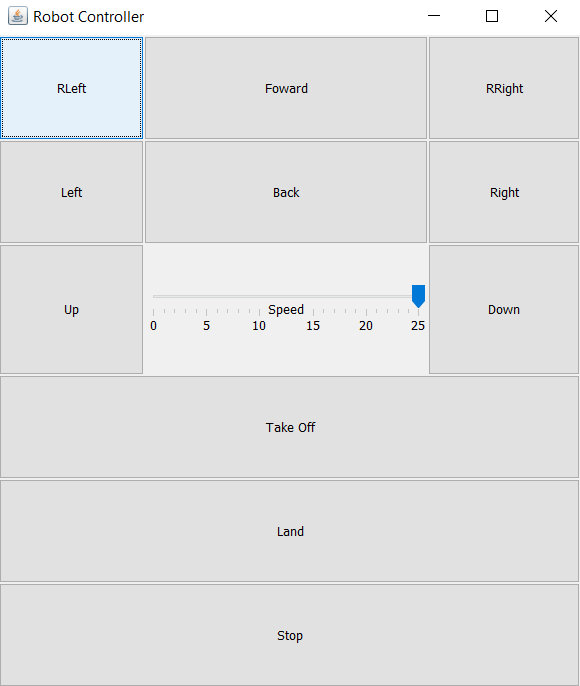 Robot Controller
RLeft Foward RRight
Left Back Right
Up Speed Down
0 5 10 15 20 25
Take Off
Land
Stop